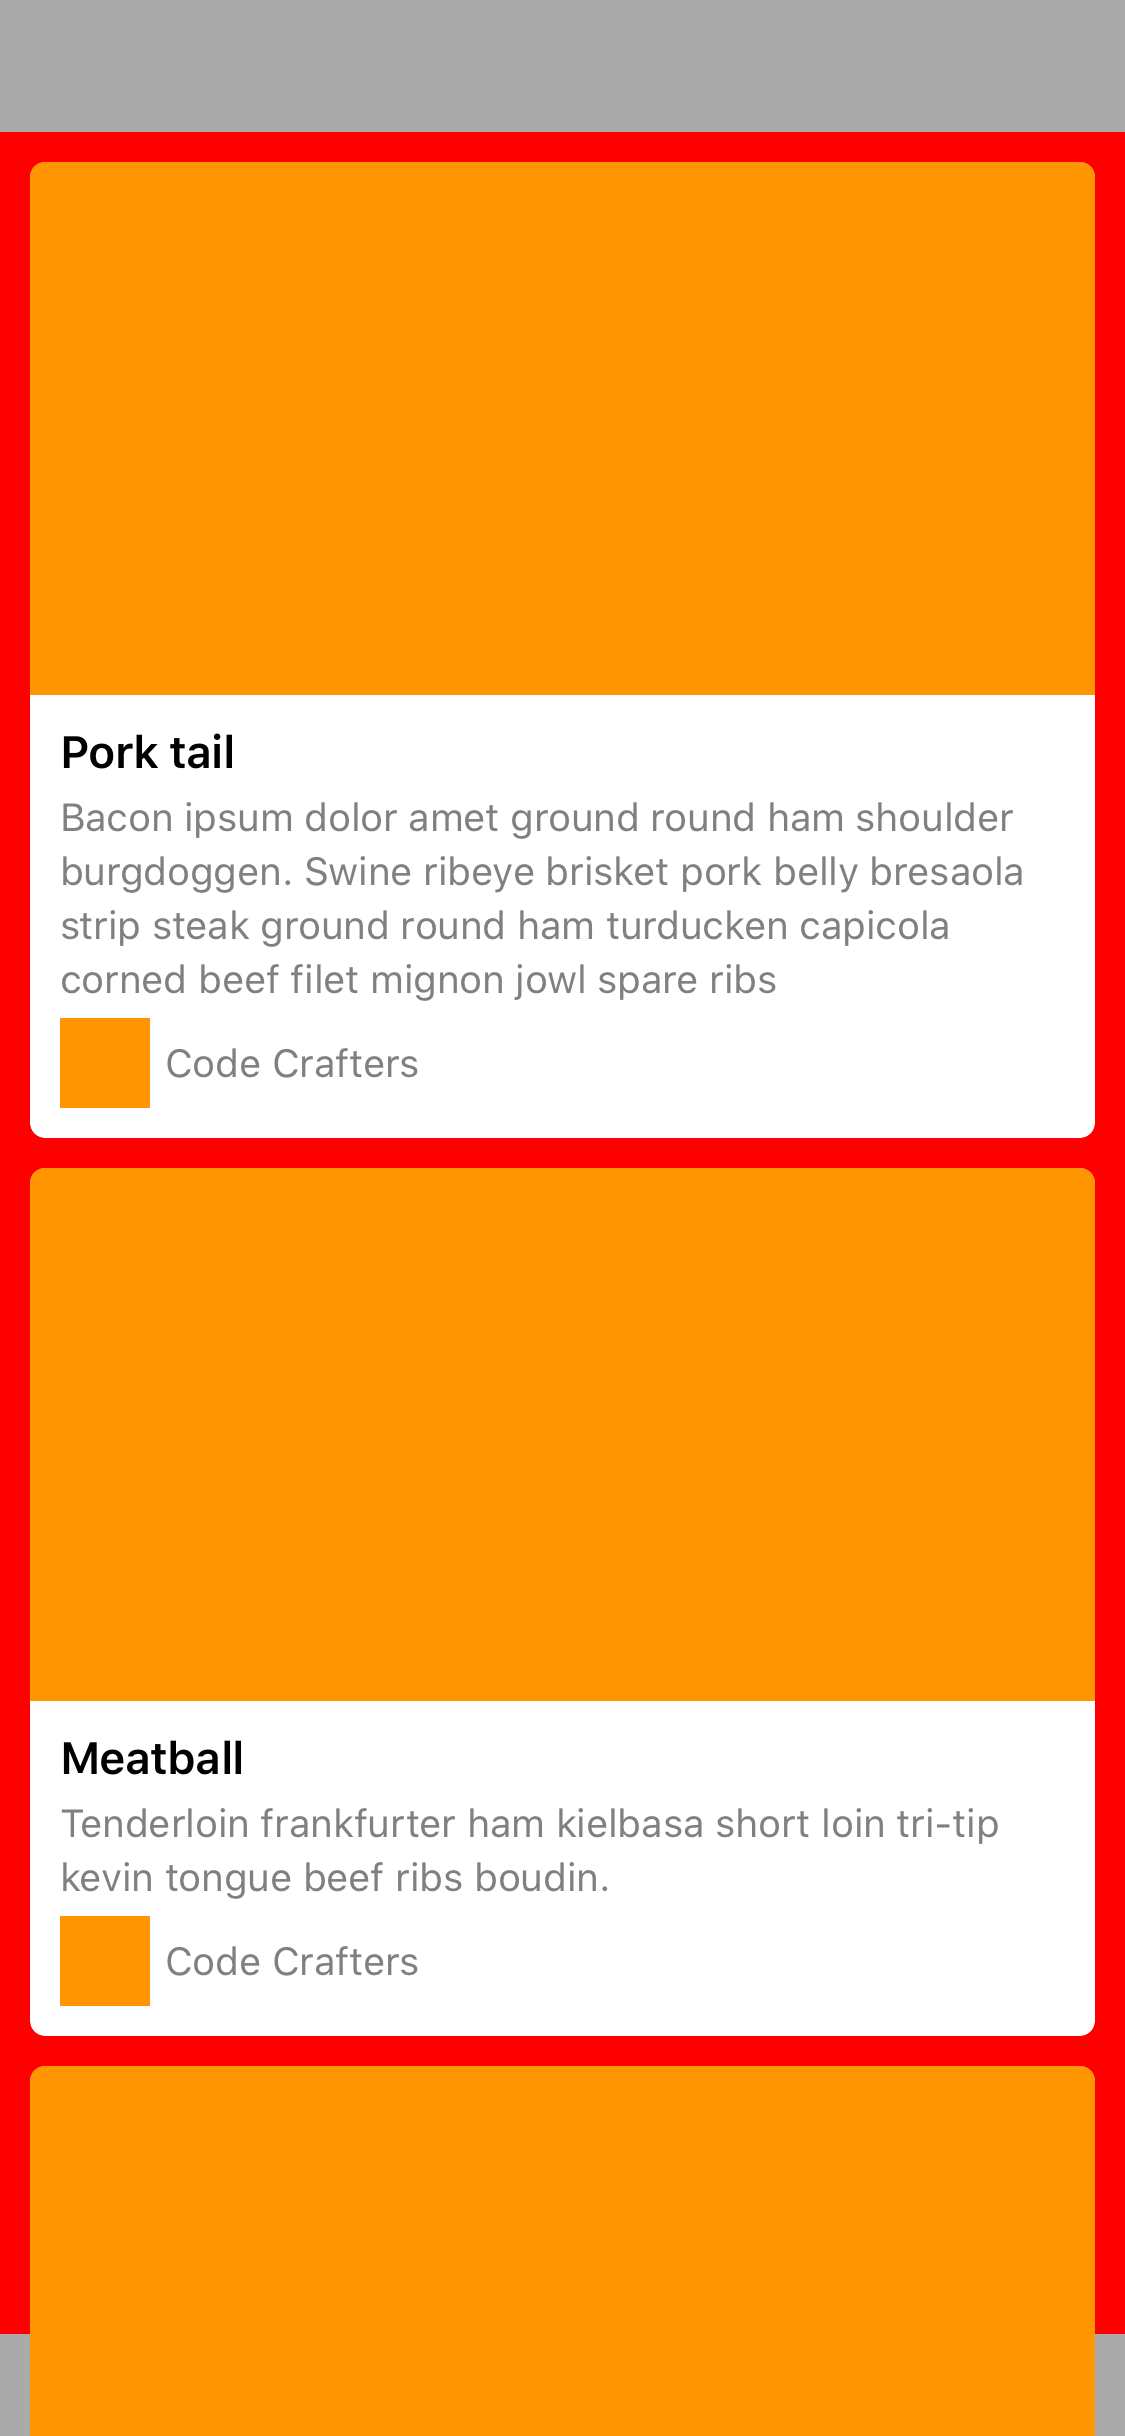 Pork tail
Bacon ipsum dolor amet ground round ham shoulder
burgdoggen. Swine ribeye brisket pork belly bresaola
strip steak ground round ham turducken capicola
corned beef filet mignon jowl spare ribs
Code Crafters
Meatball
Tenderloin frankfurter ham kielbasa short loin tri-tip
kevin tongue beef ribs boudin.
Code Crafters